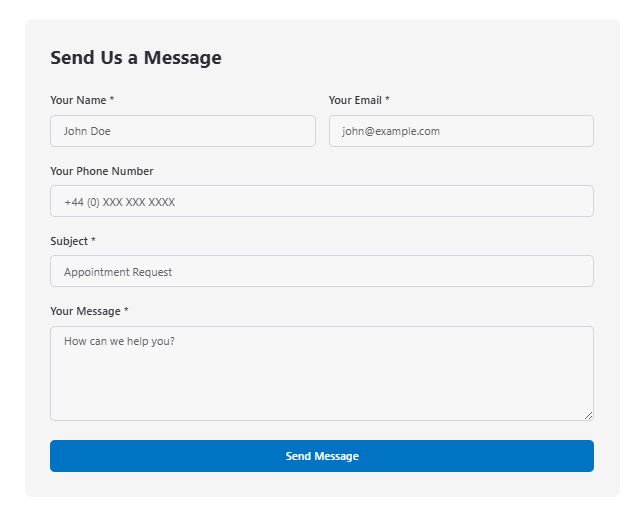 Send Us a Message
Your Name * Your Email *
John Doe john@example.com
Your Phone Number
+44 (0) XXX XXX XXXX
Subject *
Appointment Request
Your Message *
How can we help you?
Send Message